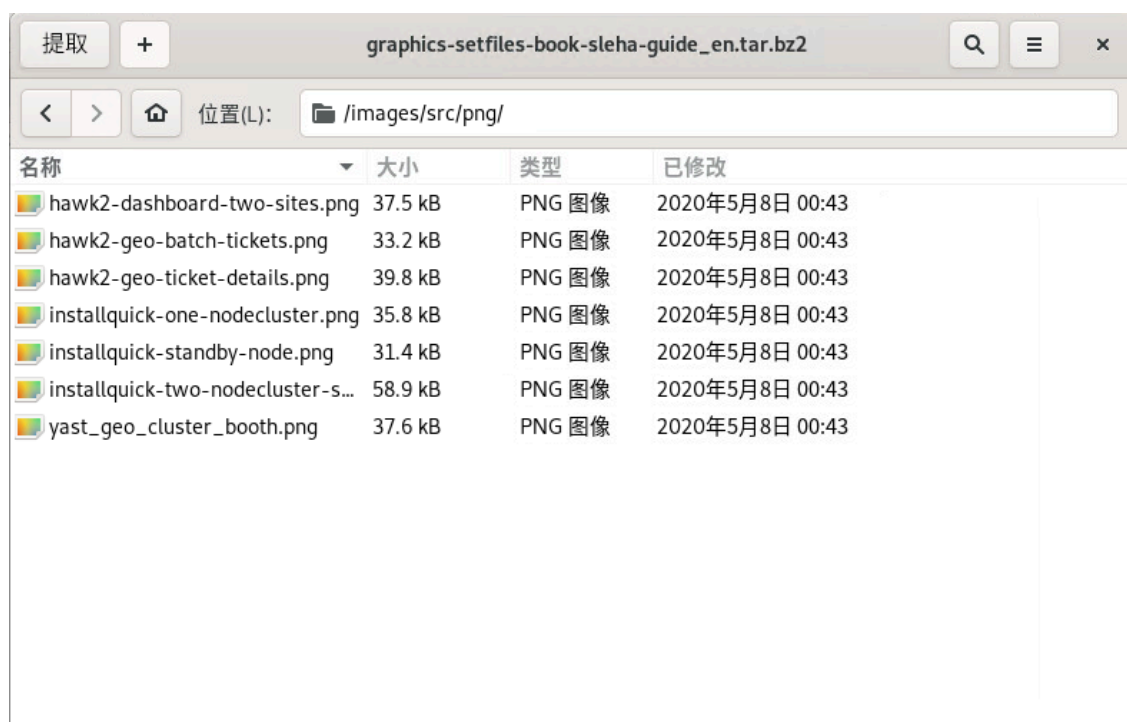 提取 + graphics-setfiles-book-sleha-guide_en.tar.bz2
位置(L): /images/src/png/
名称 大小 类型 已修改
hawk2-dashboard-two-sites.png 37.5 kB PNG 图像 2020年5月8日 00:43
hawk2-geo-batch-tickets.png 33.2 kB PNG 图像 2020年5月8日 00:43
hawk2-geo-ticket-details.png 39.8 kB PNG 图像 2020年5月8日 00:43
installquick-one-nodecluster.png 35.8 kB PNG 图像 2020年5月8日 00:43
installquick-standby-node.png 31.4 kB PNG 图像 2020年5月8日 00:43
installquick-two-nodecluster-s... 58.9 kB PNG 图像 2020年5月8日 00:43
yast_geo_cluster_booth.png 37.6 kB PNG 图像 2020年5月8日 00:43